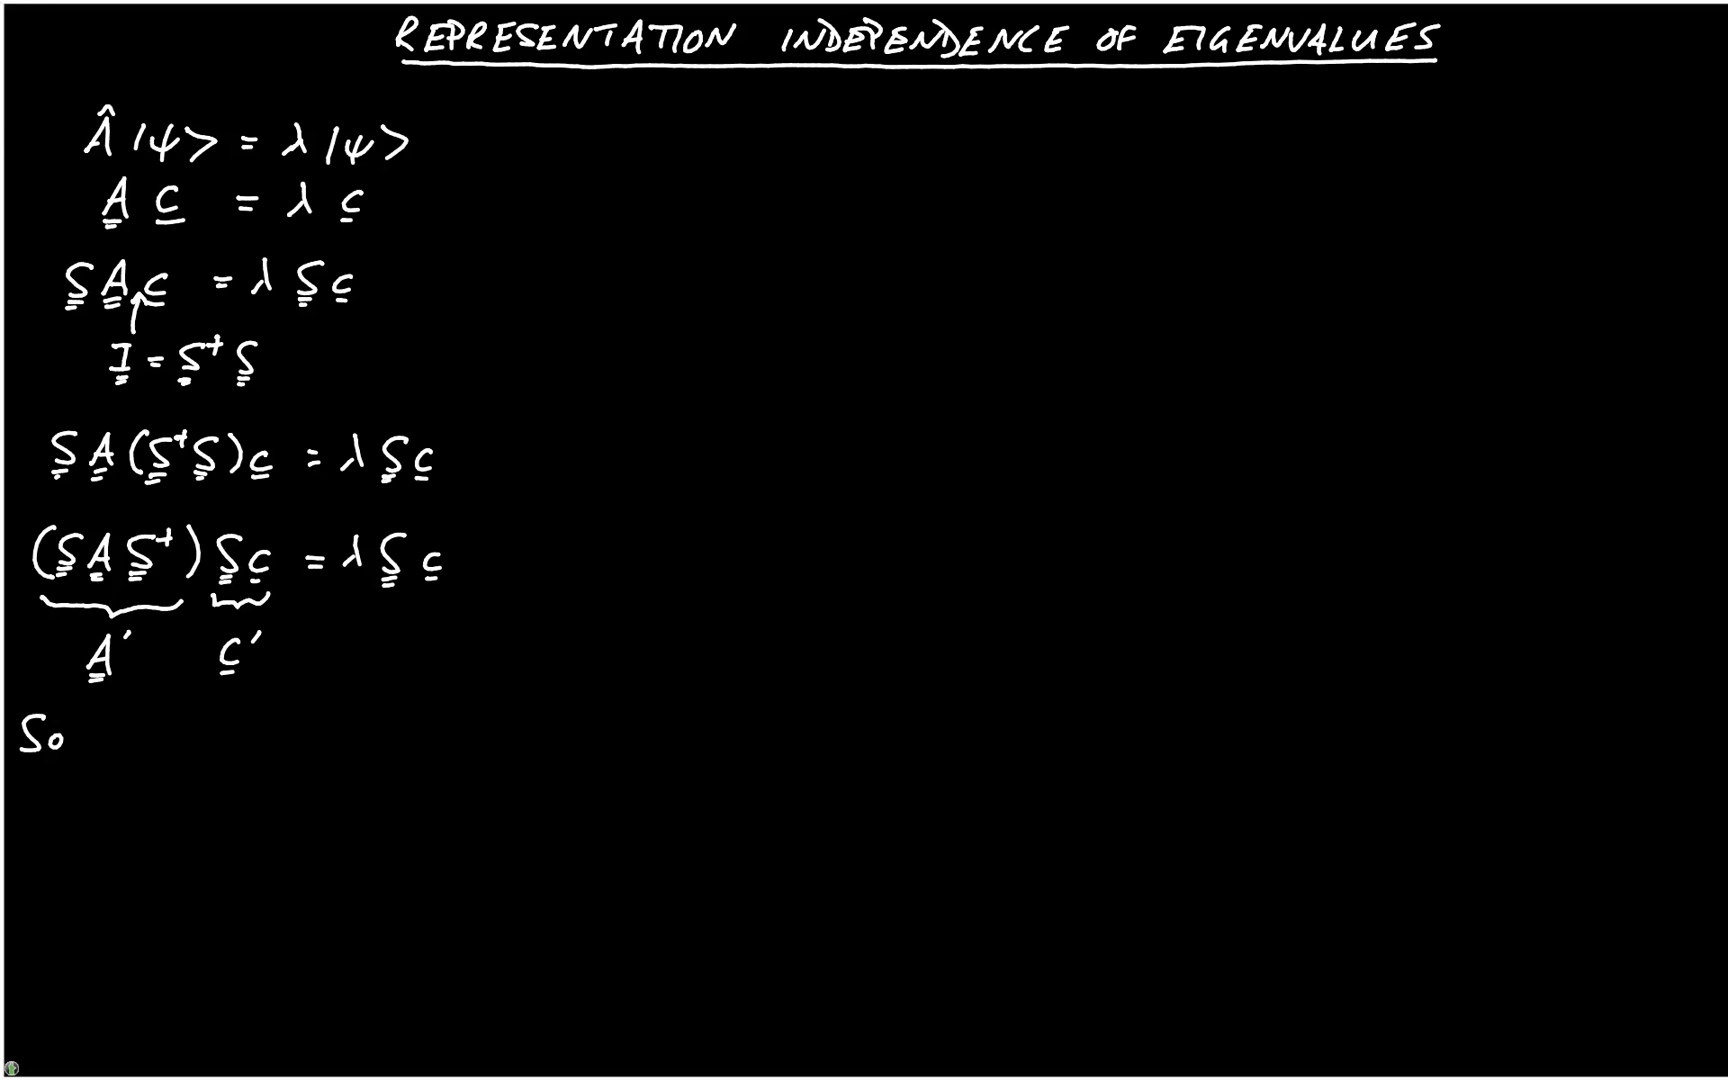 REPRESENTATION INDEPENDENCE OF EIGENVALUES
Â |ψ> = λ |ψ>
A c = λ c
S A c = λ S c
I = S⁺ S
S A (S⁺ S) c = λ S c
(S A S⁺) S c = λ S c
A′ c′
So